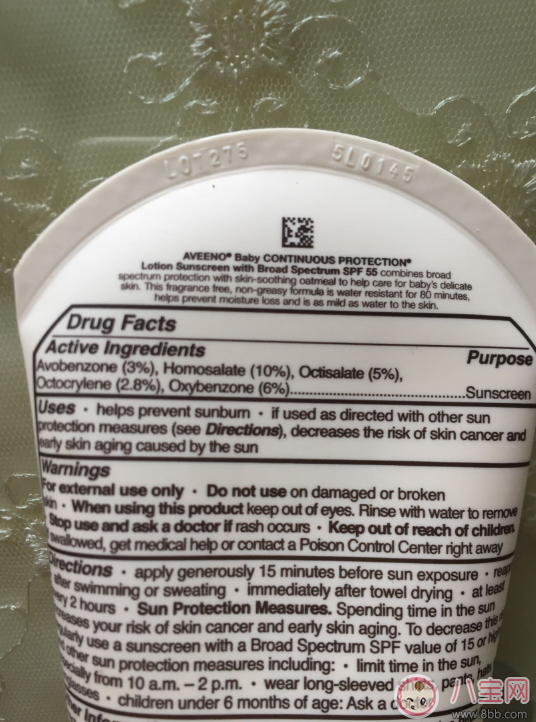 LOT275 5L0145
AVEENO® Baby CONTINUOUS PROTECTION®
Lotion Sunscreen with Broad Spectrum SPF 55 combines broad
spectrum protection with skin-soothing oatmeal to help care for baby's delicate
skin. This fragrance free, non-greasy formula is water resistant for 80 minutes,
helps prevent moisture loss and is as mild as water to the skin.
Drug Facts
Active Ingredients Purpose
Avobenzone (3%), Homosalate (10%), Octisalate (5%),
Octocrylene (2.8%), Oxybenzone (6%)..........................................Sunscreen
Uses • helps prevent sunburn • if used as directed with other sun
protection measures (see Directions), decreases the risk of skin cancer and
early skin aging caused by the sun
Warnings
For external use only • Do not use on damaged or broken
skin • When using this product keep out of eyes. Rinse with water to remove
Stop use and ask a doctor if rash occurs • Keep out of reach of children.
swallowed, get medical help or contact a Poison Control Center right away
Directions • apply generously 15 minutes before sun exposure •
after swimming or sweating • immediately after towel drying • at least
every 2 hours • Sun Protection Measures. Spending time in the sun
increases your risk of skin cancer and early skin aging. To decrease this
use a sunscreen with a Broad Spectrum SPF value of 15 or
other sun protection measures including: • limit time in the sun,
from 10 a.m. – 2 p.m. • wear long-sleeved pants, hats,
• children under 6 months of age: Ask a
八宝网
www.8bb.com